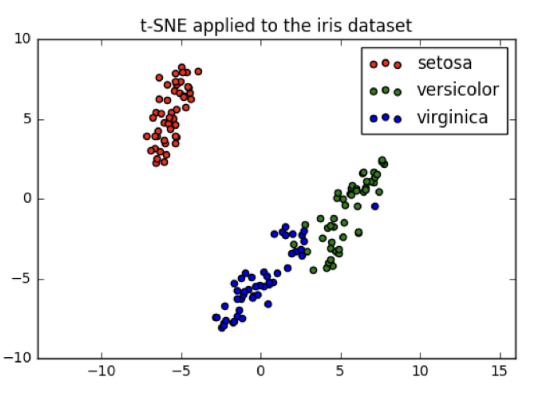 t-SNE applied to the iris dataset
10
5
0
−5
−10
−10 −5 0 5 10 15
setosa
versicolor
virginica